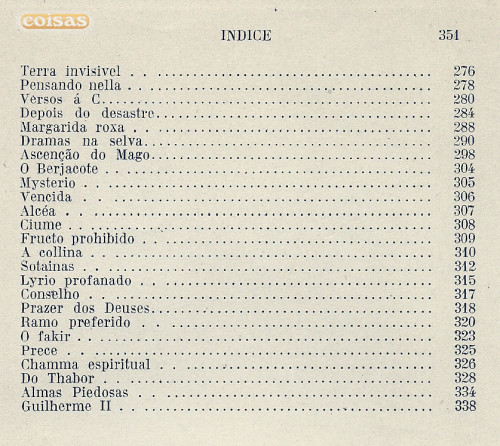 coisas
INDICE 351
Terra invisivel . . . . . . . . . . 276
Pensando nella . . . . . . . . . . 278
Versos á C. . . . . . . . . . . 280
Depois do desastre. . . . . . . . . . 284
Margarida roxa . . . . . . . . . . 288
Dramas na selva. . . . . . . . . . 290
Ascenção do Mago. . . . . . . . . . 298
O Berjacote . . . . . . . . . . 304
Mysterio . . . . . . . . . . 305
Vencida . . . . . . . . . . 306
Alcéa . . . . . . . . . . 307
Ciume . . . . . . . . . . 308
Fructo prohibido . . . . . . . . . . 309
A collina . . . . . . . . . . 310
Sotainas . . . . . . . . . . 312
Lyrio profanado . . . . . . . . . . 315
Conselho . . . . . . . . . . 317
Prazer dos Deuses. . . . . . . . . . 318
Ramo preferido . . . . . . . . . . 320
O fakir . . . . . . . . . . 323
Prece . . . . . . . . . . 325
Chamma espiritual . . . . . . . . . . 326
Do Thabor . . . . . . . . . . 328
Almas Piedosas . . . . . . . . . . 334
Guilherme II . . . . . . . . . . 338